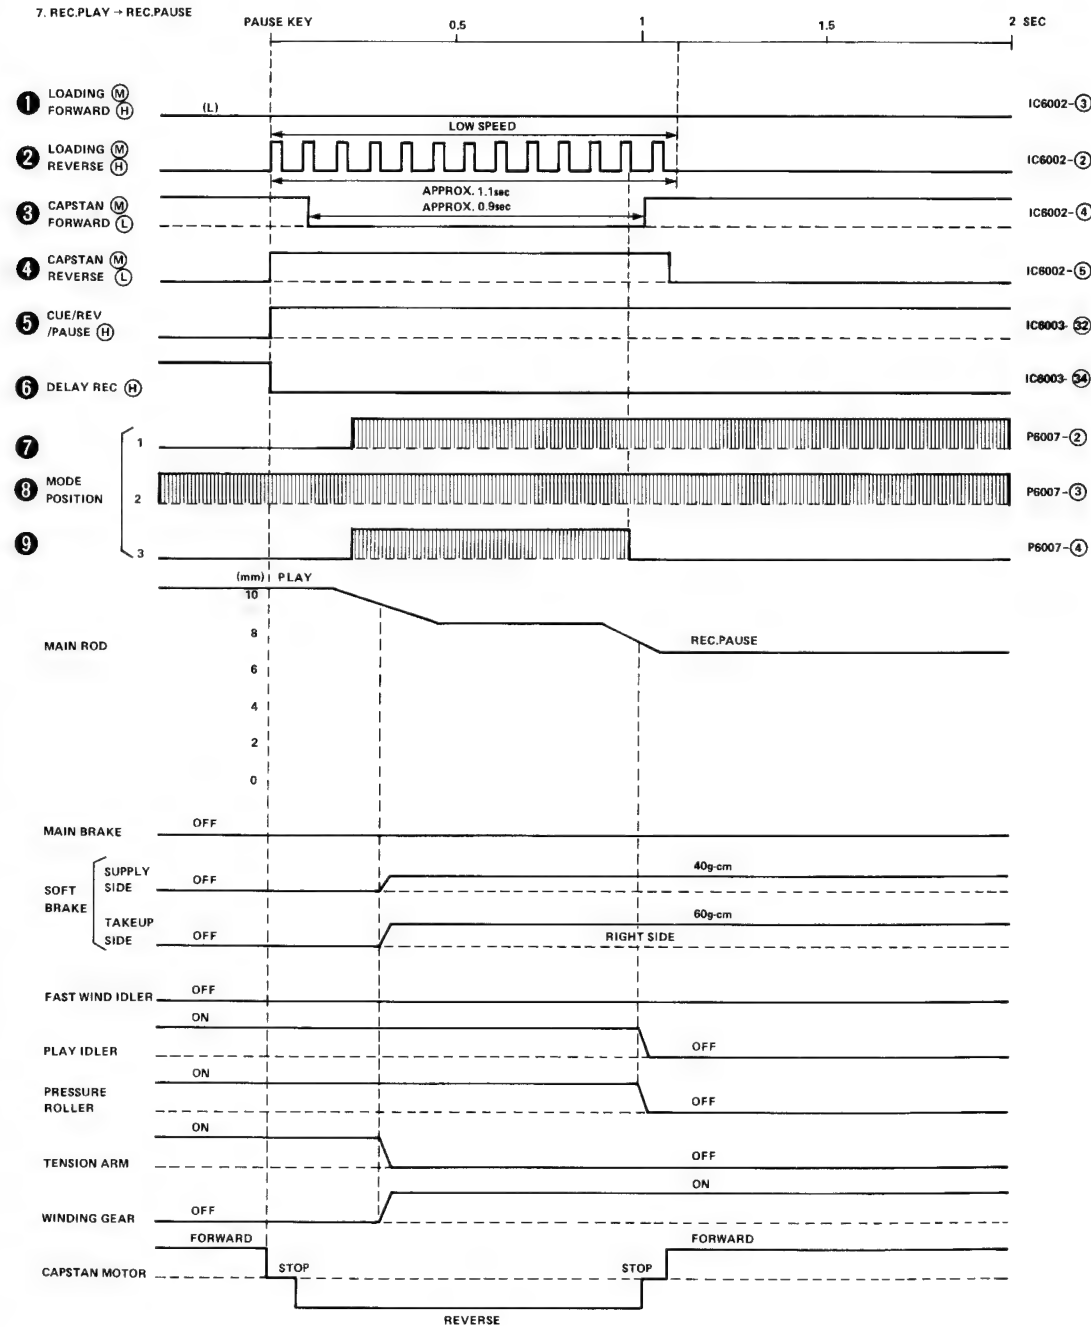 7. REC.PLAY → REC.PAUSE
PAUSE KEY
0.5
1
1.5
2 SEC
1 LOADING Ⓜ
FORWARD Ⓗ
(L)
IC6002-③
LOW SPEED
2 LOADING Ⓜ
REVERSE Ⓗ
IC6002-②
APPROX. 1.1sec
3 CAPSTAN Ⓜ
FORWARD Ⓛ
APPROX. 0.9sec
IC6002-④
4 CAPSTAN Ⓜ
REVERSE Ⓛ
IC6002-⑤
5 CUE/REV
/PAUSE Ⓗ
IC6003-㉜
6 DELAY REC Ⓗ
IC6003-㉞
7
1
P6007-②
8 MODE
POSITION
2
P6007-③
9
3
P6007-④
(mm) PLAY
10
8
MAIN ROD
REC.PAUSE
6
4
2
0
MAIN BRAKE
OFF
SOFT
BRAKE
SUPPLY
SIDE
OFF
40g-cm
TAKEUP
SIDE
OFF
60g-cm
RIGHT SIDE
FAST WIND IDLER
OFF
PLAY IDLER
ON
OFF
PRESSURE
ROLLER
ON
OFF
TENSION ARM
ON
OFF
WINDING GEAR
OFF
ON
CAPSTAN MOTOR
FORWARD
STOP
REVERSE
STOP
FORWARD